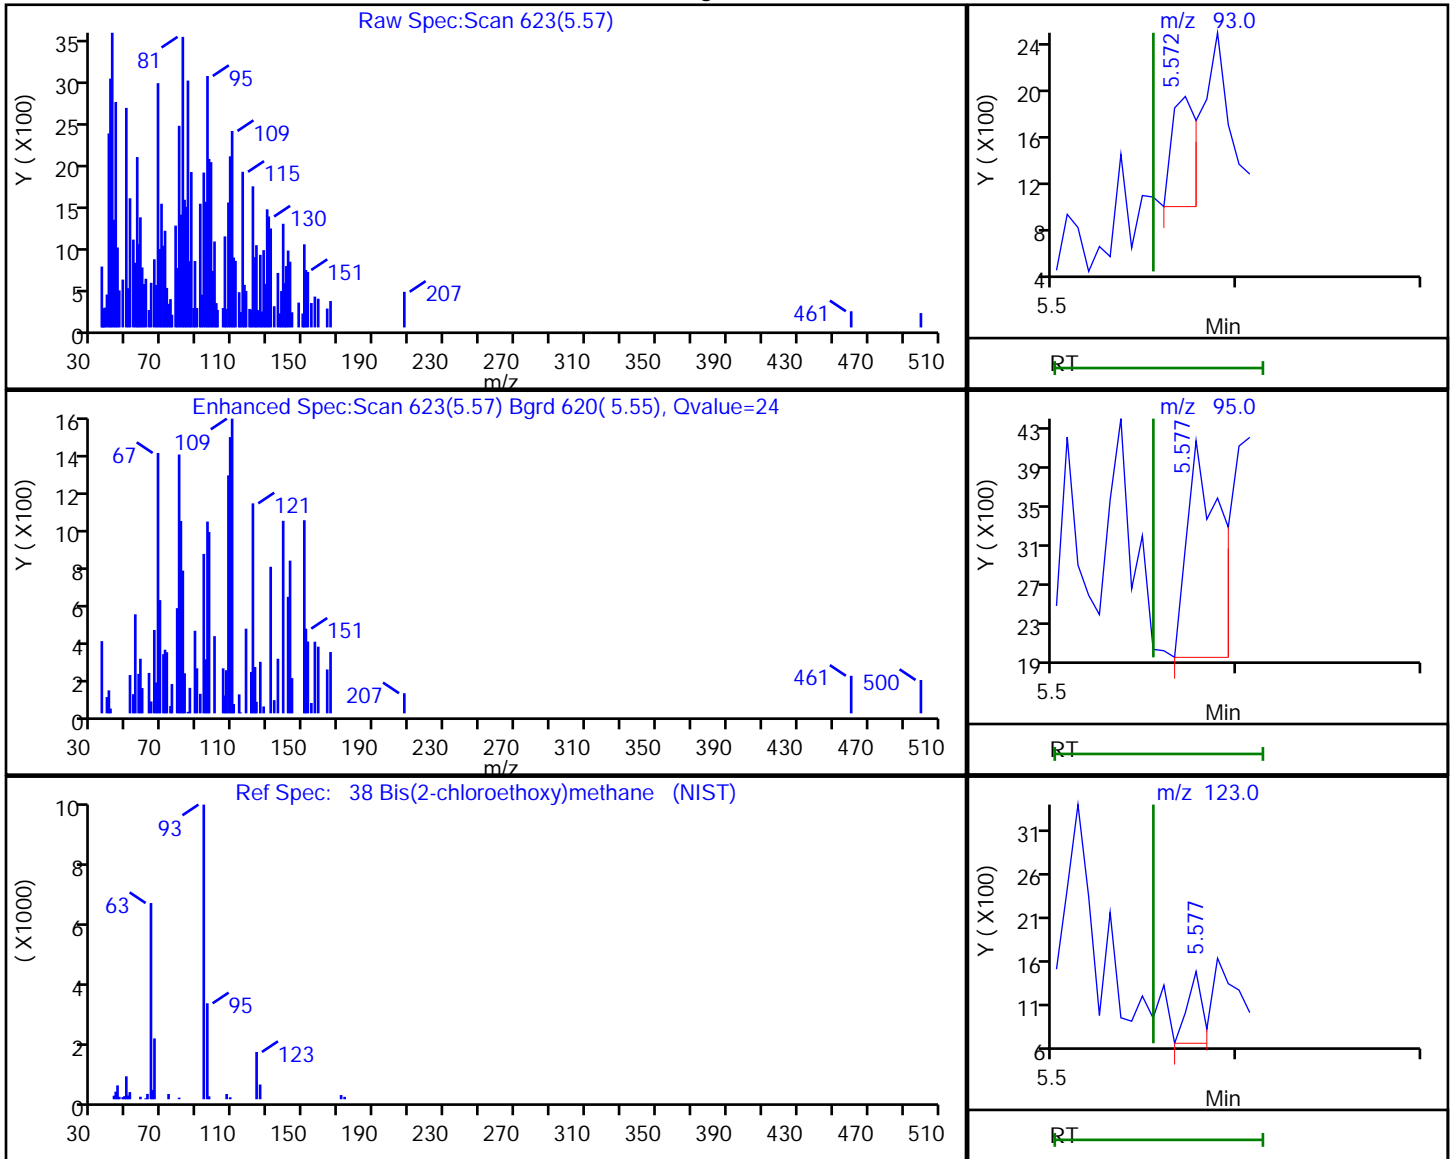 Raw Spec:Scan 623(5.57)
Y ( X100)
35
30
25
20
15
10
5
0
81
95
109
115
130
151
207
461
30 70 110 150 190 230 270 310 350 390 430 470 510
m/z
m/z 93.0
Y ( X100)
24
20
16
12
8
4
5.572
5.5
Min
RT
Enhanced Spec:Scan 623(5.57) Bgrd 620( 5.55), Qvalue=24
Y ( X100)
16
14
12
10
8
6
4
2
0
67
109
121
151
207
461
500
30 70 110 150 190 230 270 310 350 390 430 470 510
m/z
m/z 95.0
Y ( X100)
43
39
35
31
27
23
19
5.577
5.5
Min
RT
Ref Spec: 38 Bis(2-chloroethoxy)methane (NIST)
( X1000)
10
8
6
4
2
0
63
93
95
123
30 70 110 150 190 230 270 310 350 390 430 470 510
m/z 123.0
Y ( X100)
31
26
21
16
11
6
5.577
5.5
Min
RT